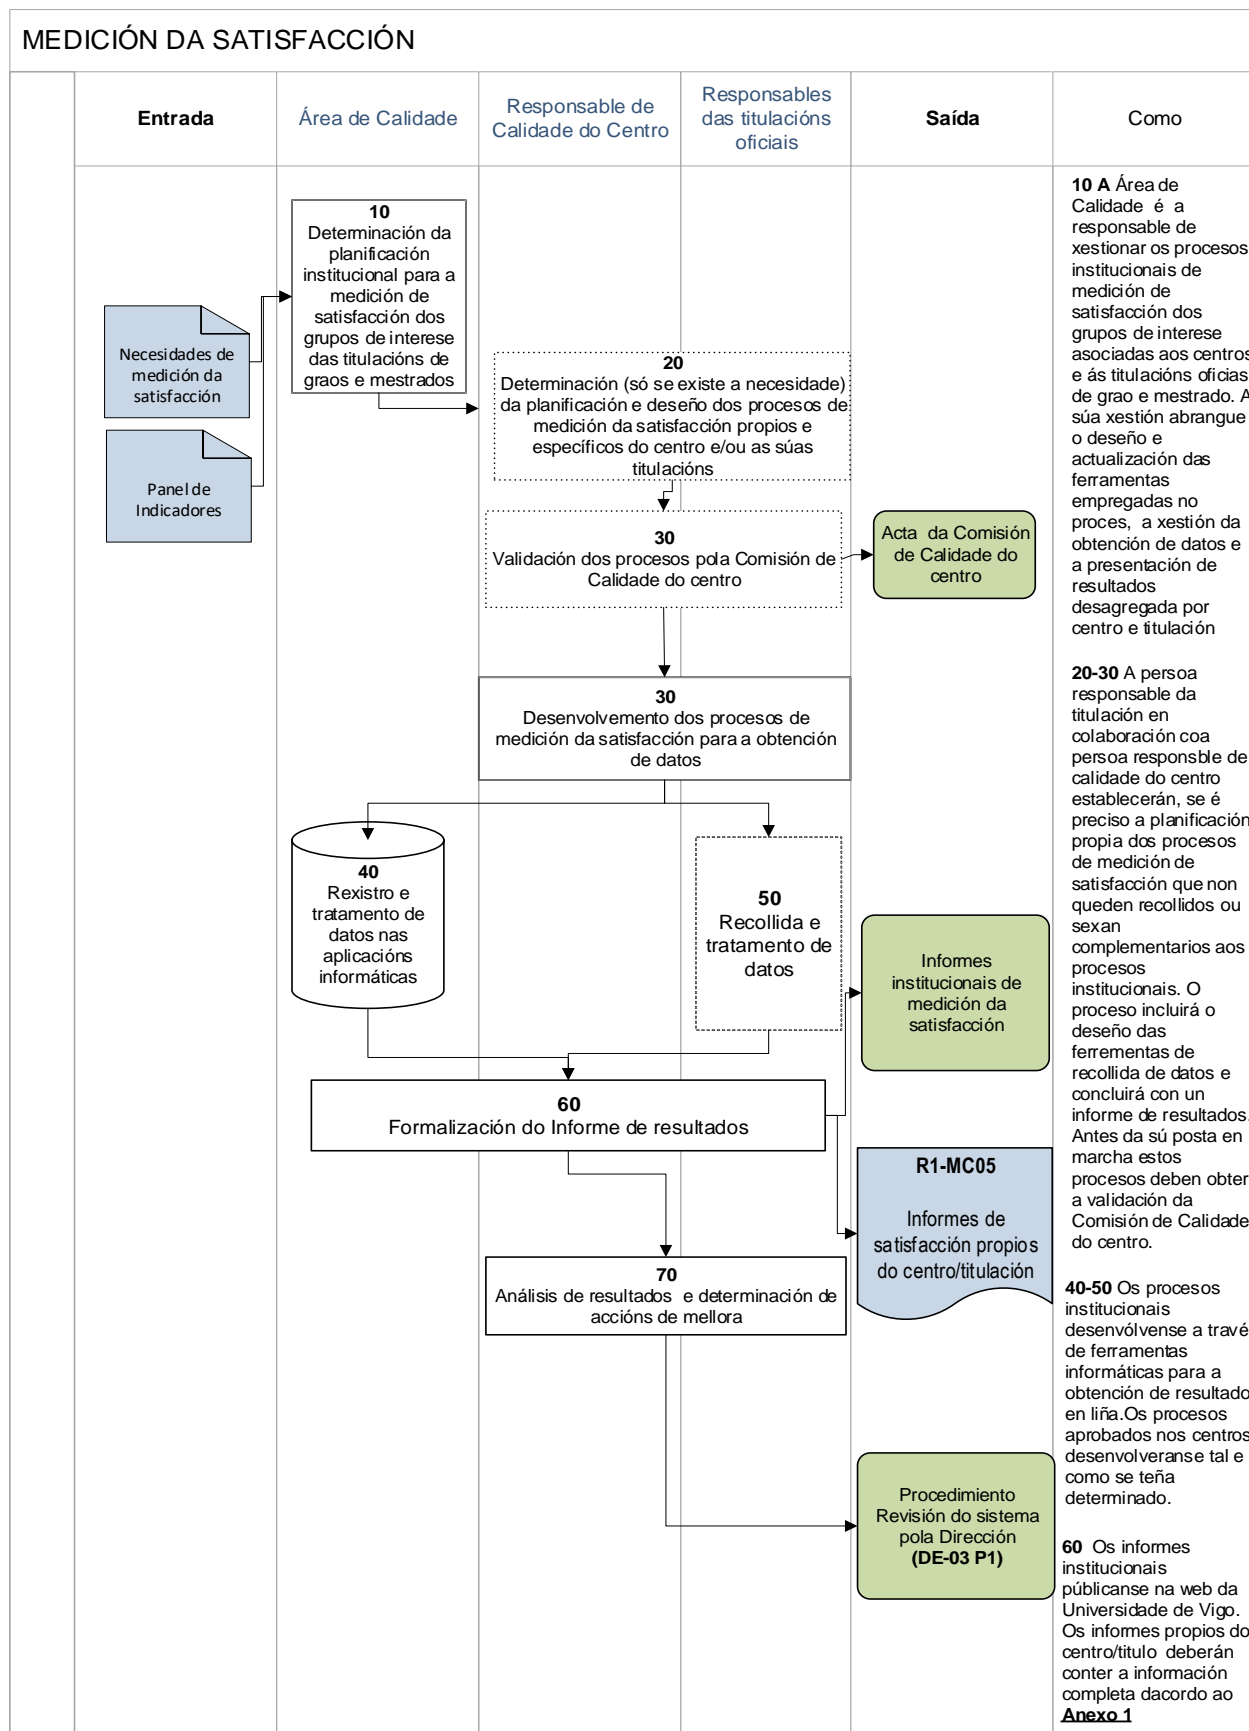 MEDICIÓN DA SATISFACCIÓN
Entrada
Área de Calidade
Responsable de
Calidade do Centro
Responsables
das titulacións
oficiais
Saída
Como
10
Determinación da
planificación
institucional para a
medición de
satisfacción dos
grupos de interese
das titulacións de
graos e mestrados
Necesidades de
medición da
satisfacción
Panel de
Indicadores
20
Determinación (só se existe a necesidade)
da planificación e deseño dos procesos de
medición da satisfacción propios e
específicos do centro e/ou as súas
titulacións
30
Validación dos procesos pola Comisión de
Calidade do centro
Acta da Comisión
de Calidade do
centro
30
Desenvolvemento dos procesos de
medición da satisfacción para a obtención
de datos
40
Rexistro e
tratamento de
datos nas
aplicacións
informáticas
50
Recollida e
tratamento de
datos
Informes
institucionais de
medición da
satisfacción
60
Formalización do Informe de resultados
R1-MC05
Informes de
satisfacción propios
do centro/titulación
70
Análisis de resultados e determinación de
accións de mellora
Procedimiento
Revisión do sistema
pola Dirección
(DE-03 P1)
10 A Área de
Calidade é a
responsable de
xestionar os procesos
institucionais de
medición de
satisfacción dos
grupos de interese
asociadas aos centros
e ás titulacións oficias
de grao e mestrado. A
súa xestión abrangue
o deseño e
actualización das
ferramentas
empregadas no
proces, a xestión da
obtención de datos e
a presentación de
resultados
desagregada por
centro e titulación
20-30 A persoa
responsable da
titulación en
colaboración coa
persoa responsble de
calidade do centro
establecerán, se é
preciso a planificación
propia dos procesos
de medición de
satisfacción que non
queden recollidos ou
sexan
complementarios aos
procesos
institucionais. O
proceso incluirá o
deseño das
ferrementas de
recollida de datos e
concluirá con un
informe de resultados.
Antes da sú posta en
marcha estos
procesos deben obter
a validación da
Comisión de Calidade
do centro.
40-50 Os procesos
institucionais
desenvólvense a travé
de ferramentas
informáticas para a
obtención de resultado
en liña.Os procesos
aprobados nos centros
desenvolveranse tal e
como se teña
determinado.
60 Os informes
institucionais
públicanse na web da
Universidade de Vigo.
Os informes propios do
centro/titulo deberán
conter a información
completa dacordo ao
Anexo 1